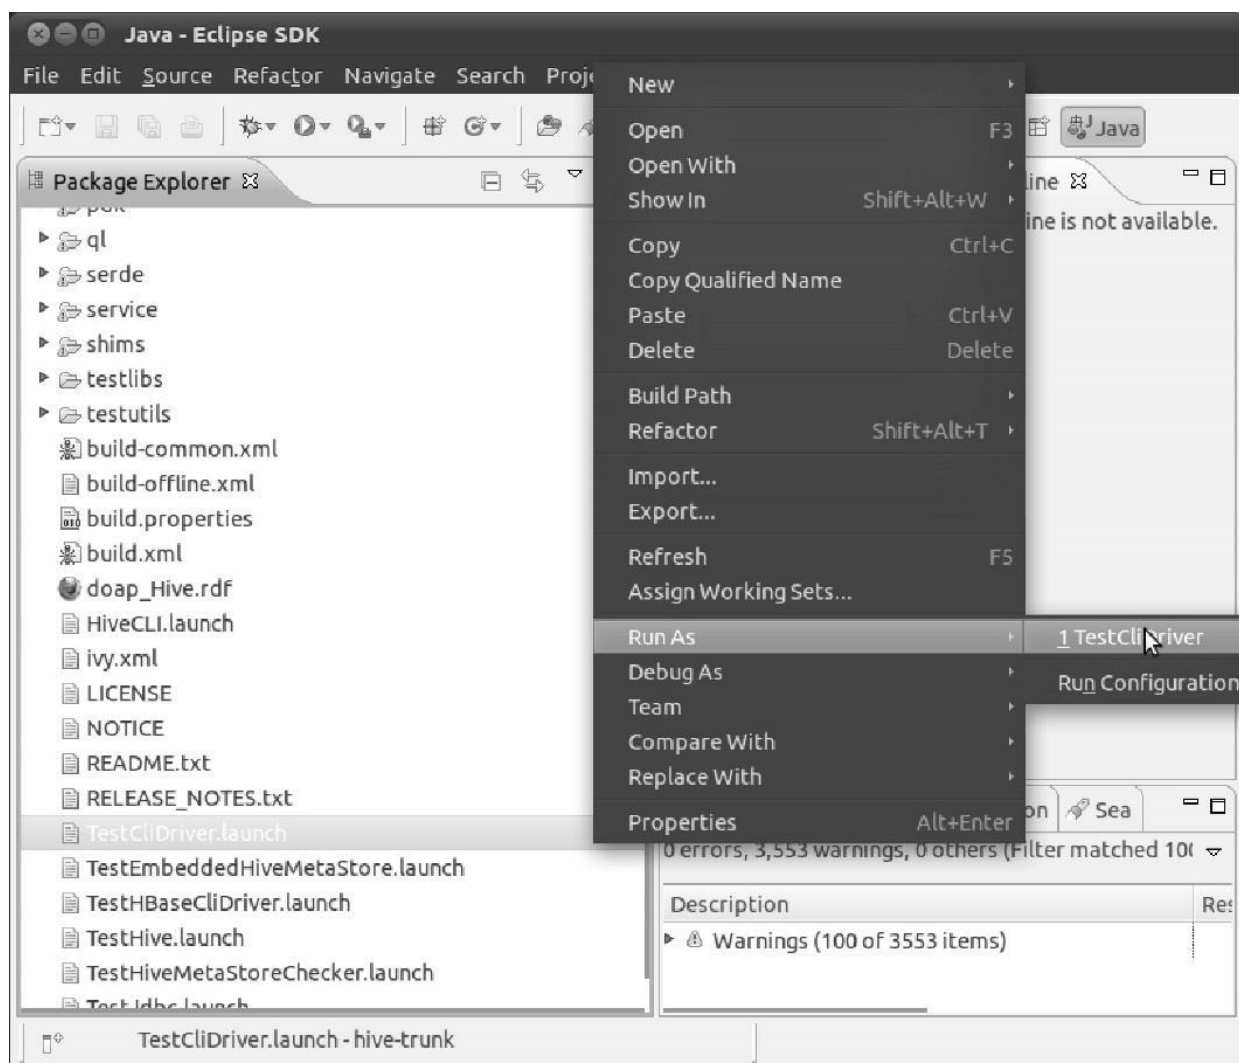 Java - Eclipse SDK
File Edit Source Refactor Navigate Search
Java
Package Explorer
ql
serde
service
shims
testlibs
testutils
build-common.xml
build-offline.xml
build.properties
build.xml
doap_Hive.rdf
HiveCLI.launch
ivy.xml
LICENSE
NOTICE
README.txt
RELEASE_NOTES.txt
TestCliDriver.launch
TestEmbeddedHiveMetaStore.launch
TestHBaseCliDriver.launch
TestHive.launch
TestHiveMetaStoreChecker.launch
TestJdbc.launch
New
Open F3
Open With
Show In Shift+Alt+W
Copy Ctrl+C
Copy Qualified Name
Paste Ctrl+V
Delete Delete
Build Path
Refactor Shift+Alt+T
Import...
Export...
Refresh F5
Assign Working Sets...
Run As
Debug As
Team
Compare With
Replace With
Properties Alt+Enter
1 TestCliDriver
Run Configuration
ine is not available.
Sea
0 errors, 3,553 warnings, 0 others (Filter matched 100
Description Res
Warnings (100 of 3553 items)
TestCliDriver.launch - hive-trunk